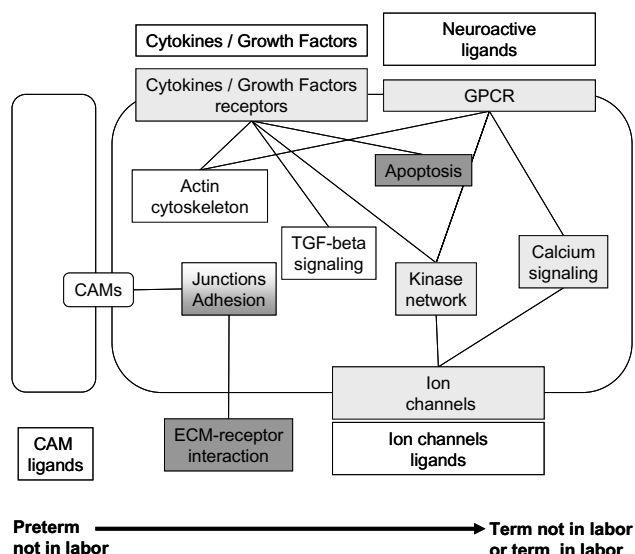 Cytokines / Growth Factors
Neuroactive
ligands
Cytokines / Growth Factors
receptors
GPCR
Apoptosis
Actin
cytoskeleton
TGF-beta
signaling
Calcium
signaling
CAMs
Junctions
Adhesion
Kinase
network
Ion
channels
ECM-receptor
interaction
Ion channels
ligands
CAM
ligands
Preterm
not in labor
Term not in labor
or term in labor